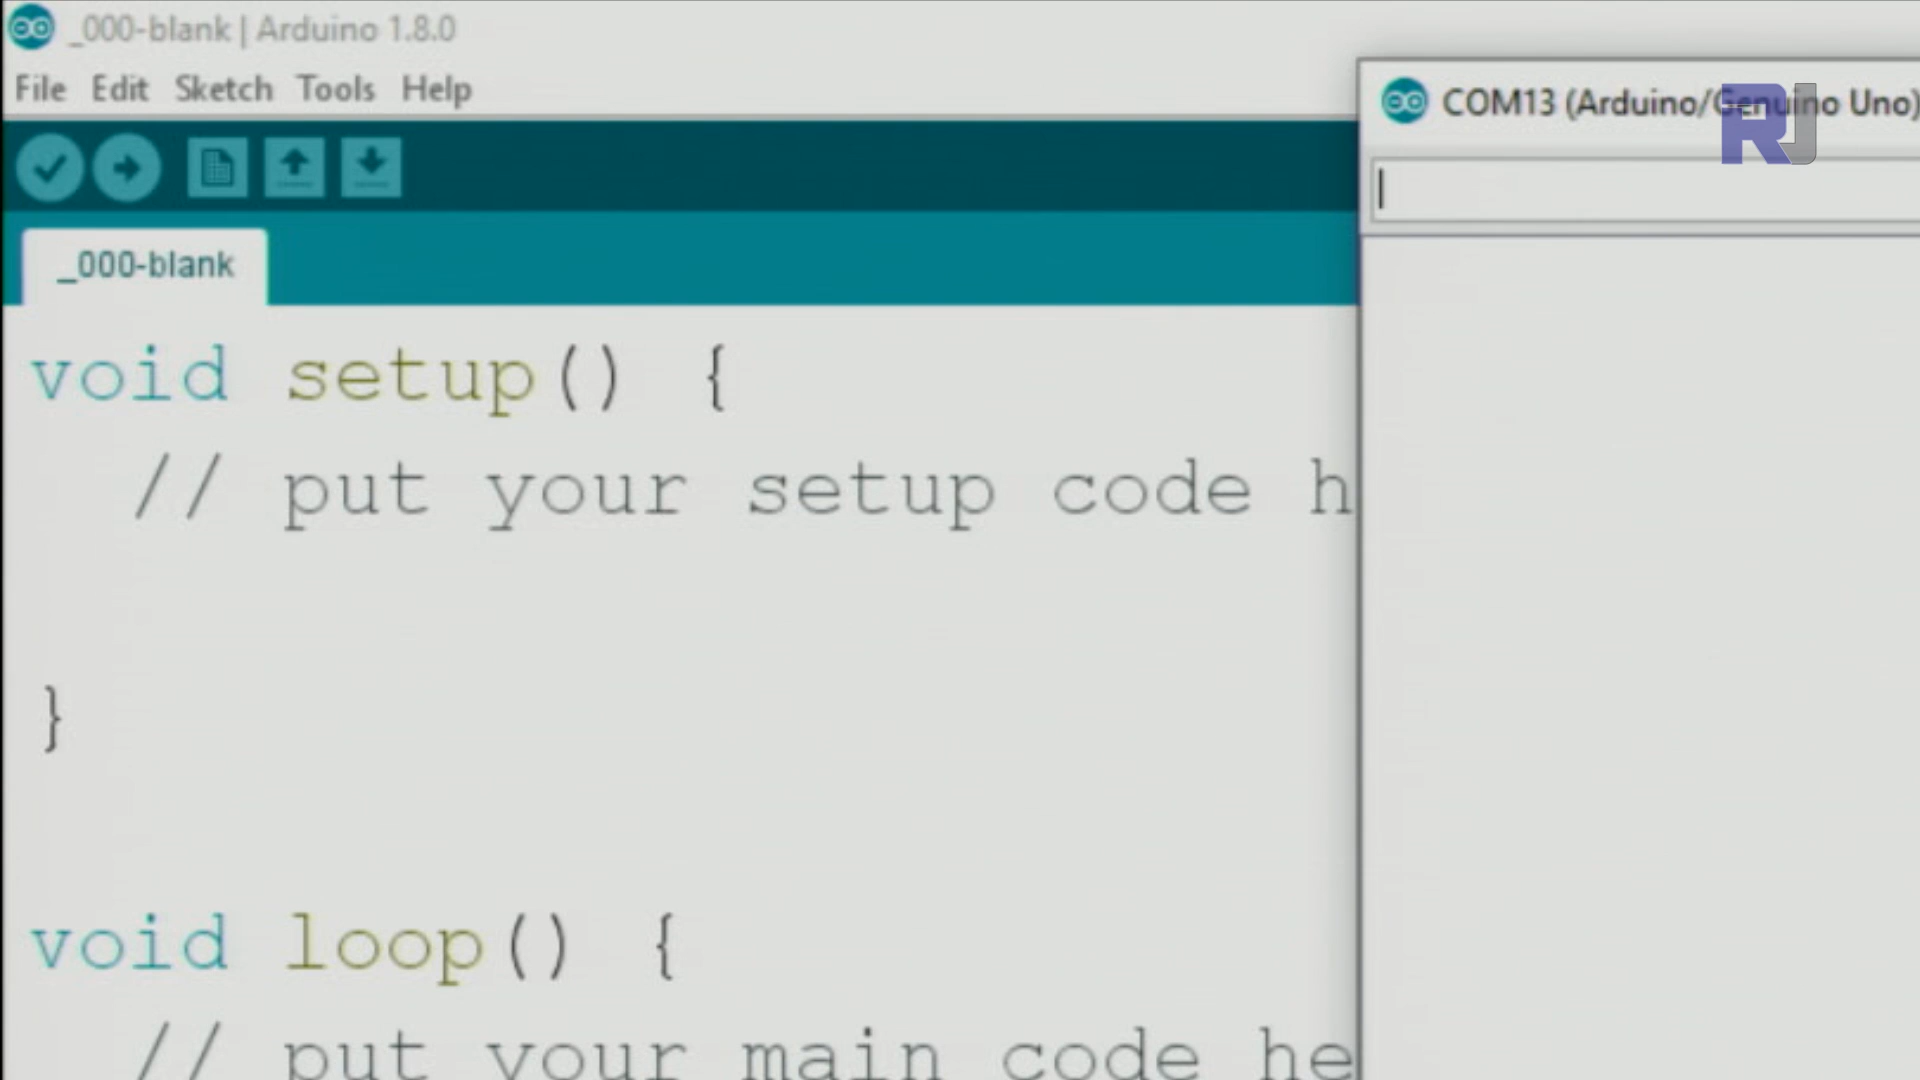 _000-blank | Arduino 1.8.0
File Edit Sketch Tools Help
COM13 (Arduino/Genuino Uno)
RJ
_000-blank
void setup() {
// put your setup code h
}
void loop() {
// put your main code he